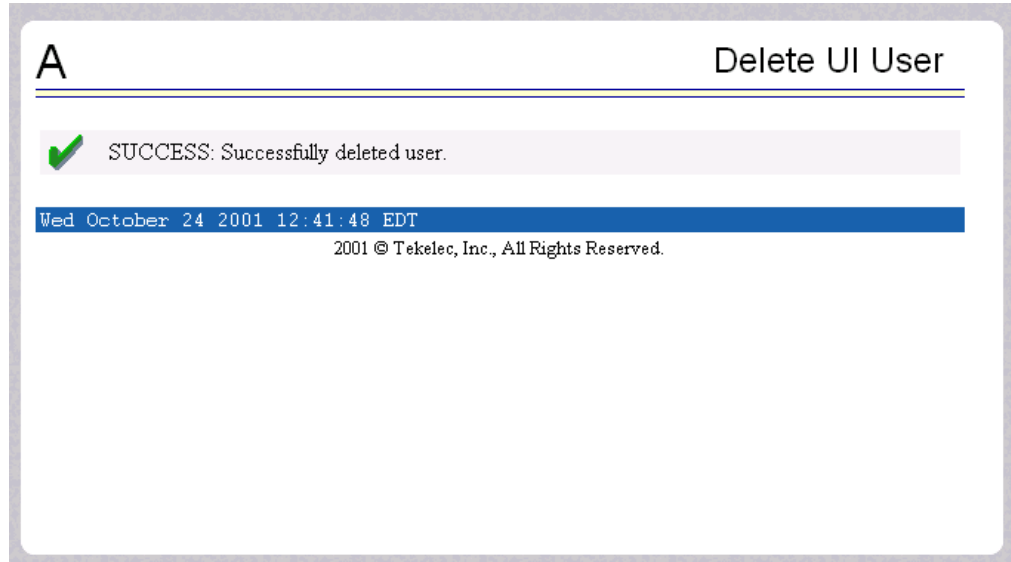 A
Delete UI User
SUCCESS: Successfully deleted user.
Wed October 24 2001 12:41:48 EDT
2001 © Tekelec, Inc., All Rights Reserved.